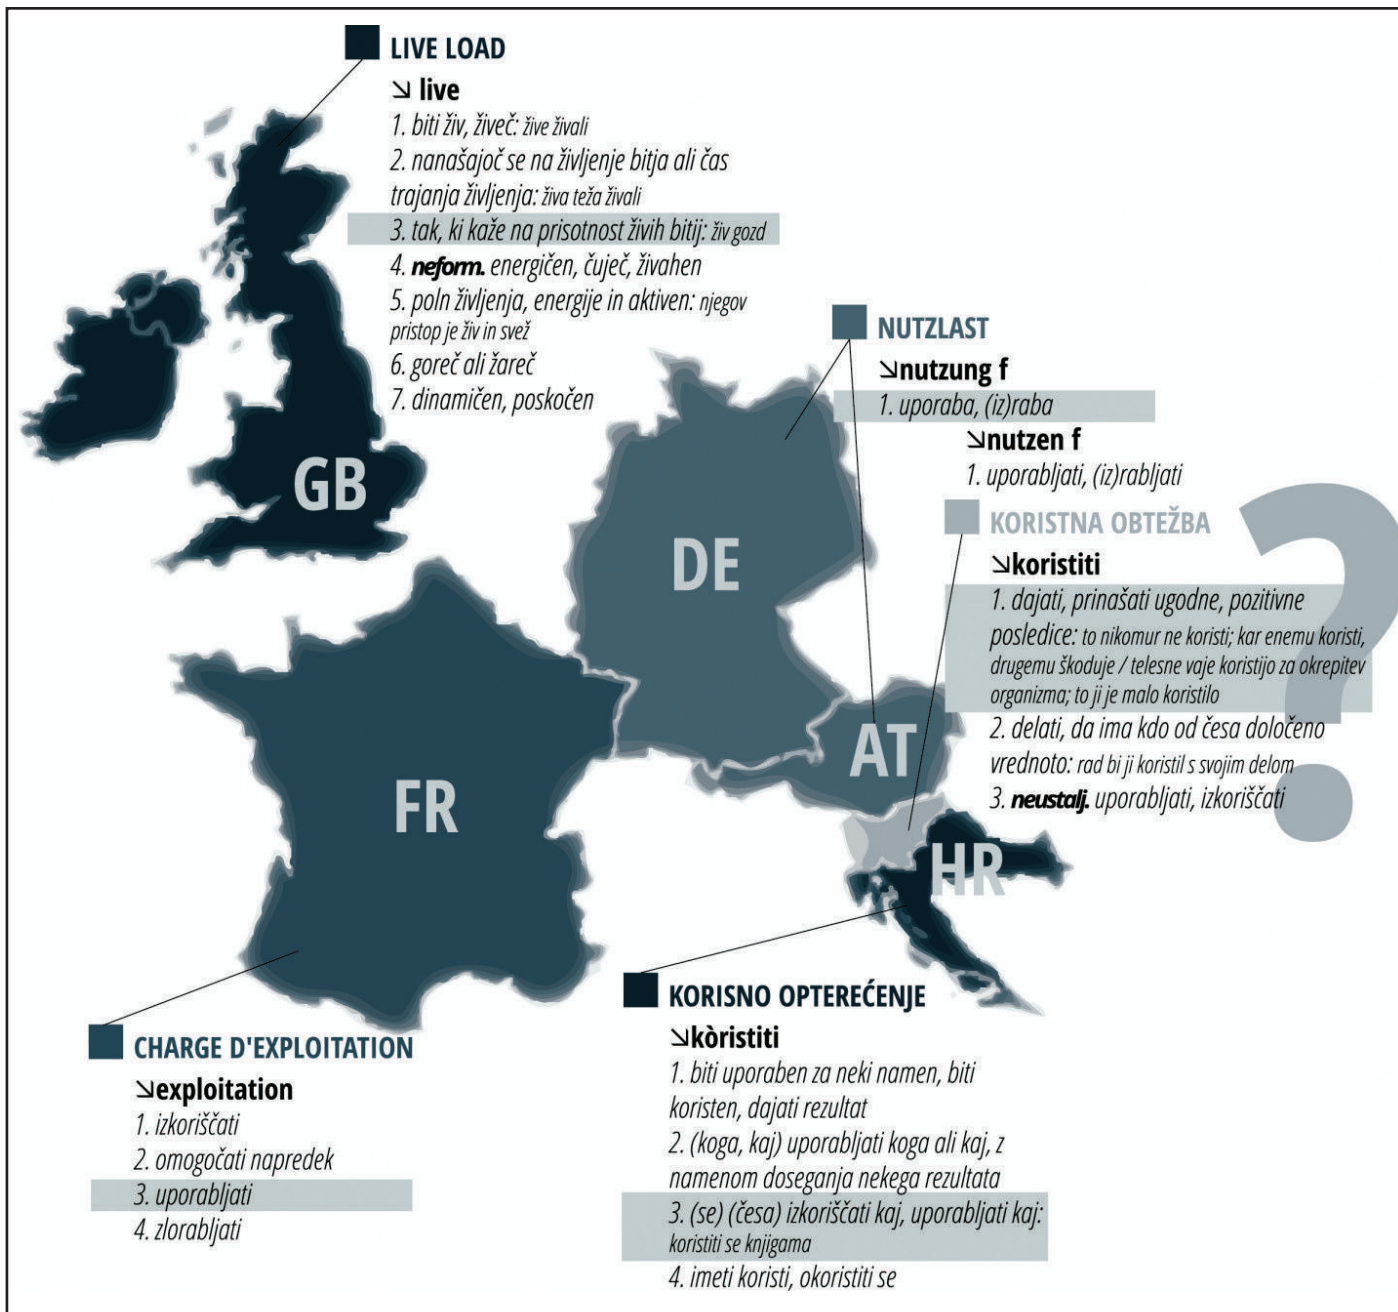 LIVE LOAD
↘ live
1. biti živ, živeč: žive živali
2. nanašajoč se na življenje bitja ali čas
trajanja življenja: živa teža živali
3. tak, ki kaže na prisotnost živih bitij: živ gozd
4. neform. energičen, čuječ, živahen
5. poln življenja, energije in aktiven: njegov
pristop je živ in svež
6. goreč ali žareč
7. dinamičen, poskočen
GB
NUTZLAST
↘nutzung f
1. uporaba, (iz)raba
↘nutzen f
1. uporabljati, (iz)rabljati
DE
AT
KORISTNA OBTEŽBA
↘koristiti
1. dajati, prinašati ugodne, pozitivne
posledice: to nikomur ne koristi; kar enemu koristi,
drugemu škoduje / telesne vaje koristijo za okrepitev
organizma; to ji je malo koristilo
2. delati, da ima kdo od česa določeno
vrednoto: rad bi ji koristil s svojim delom
3. neustalj. uporabljati, izkoriščati
?
FR
HR
CHARGE D'EXPLOITATION
↘exploitation
1. izkoriščati
2. omogočati napredek
3. uporabljati
4. zlorabljati
KORISNO OPTEREĆENJE
↘kòristiti
1. biti uporaben za neki namen, biti
koristen, dajati rezultat
2. (koga, kaj) uporabljati koga ali kaj, z
namenom doseganja nekega rezultata
3. (se) (česa) izkoriščati kaj, uporabljati kaj:
koristiti se knjigama
4. imeti koristi, okoristiti se